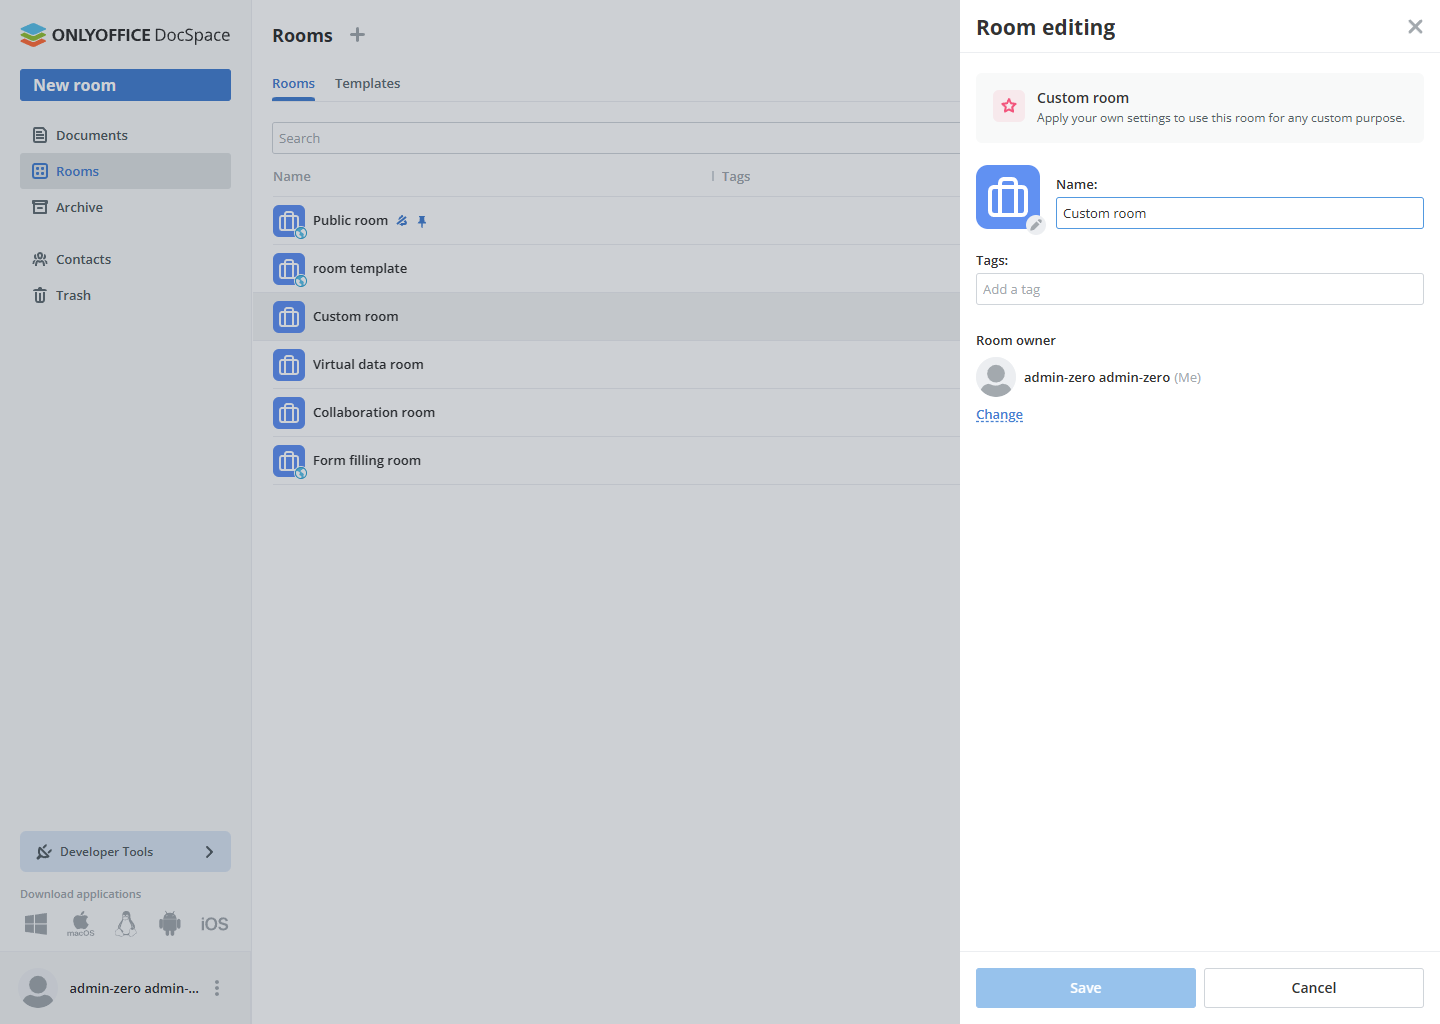 ONLYOFFICE DocSpace
New room
Documents
Rooms
Archive
Contacts
Trash
Developer Tools
Download applications
macOS
iOS
admin-zero admin-...
Rooms
Rooms Templates
Search
Name Tags
Public room
room template
Custom room
Virtual data room
Collaboration room
Form filling room
Room editing
Custom room
Apply your own settings to use this room for any custom purpose.
Name:
Custom room
Tags:
Add a tag
Room owner
admin-zero admin-zero (Me)
Change
Save Cancel